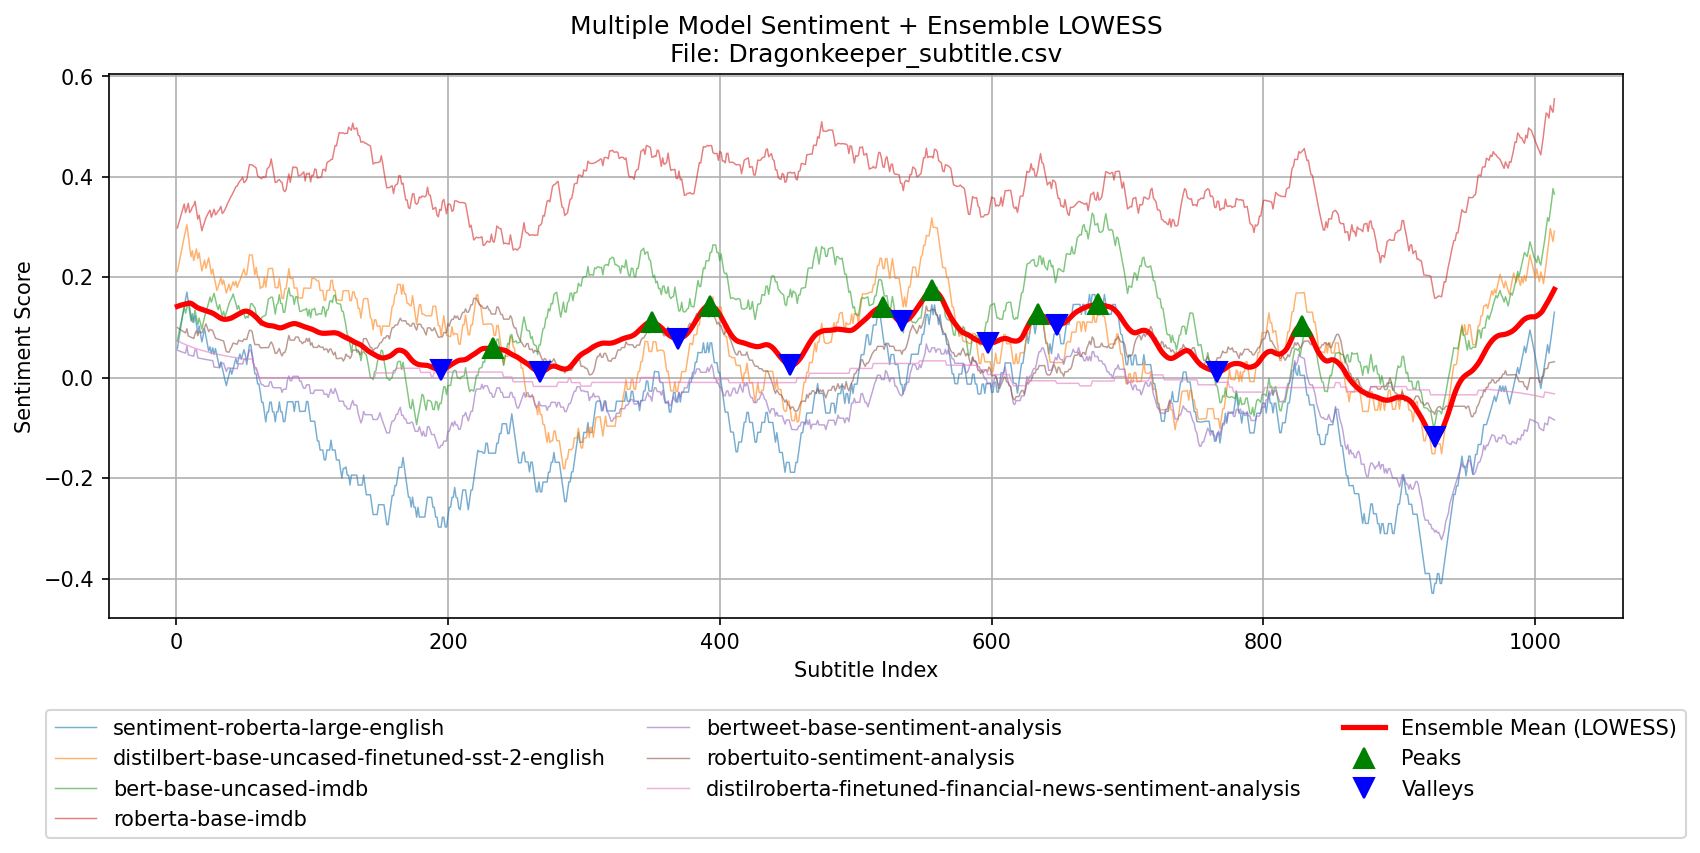 Multiple Model Sentiment + Ensemble LOWESS
File: Dragonkeeper_subtitle.csv
Sentiment Score
0.6
0.4
0.2
0.0
−0.2
−0.4
0 200 400 600 800 1000
Subtitle Index
sentiment-roberta-large-english
distilbert-base-uncased-finetuned-sst-2-english
bert-base-uncased-imdb
roberta-base-imdb
bertweet-base-sentiment-analysis
robertuito-sentiment-analysis
distilroberta-finetuned-financial-news-sentiment-analysis
Ensemble Mean (LOWESS)
Peaks
Valleys